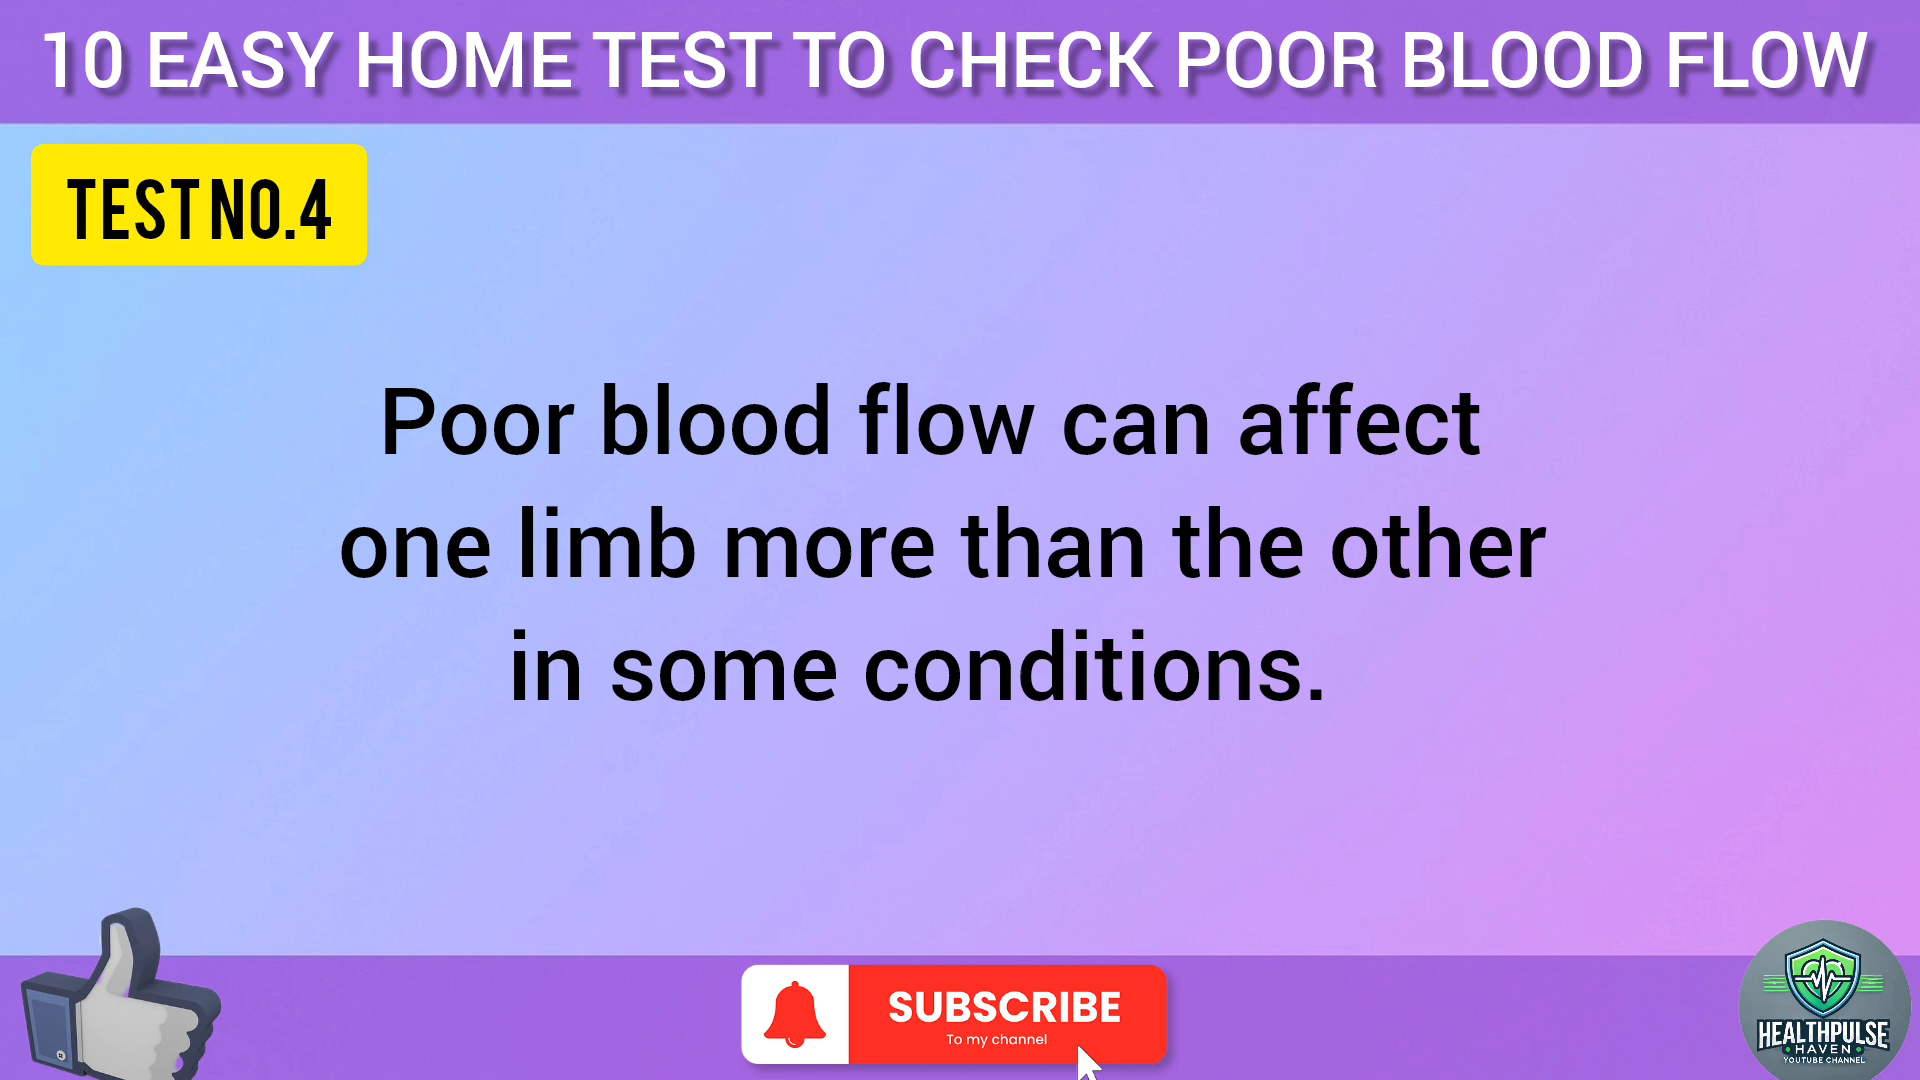 10 EASY HOME TEST TO CHECK POOR BLOOD FLOW
TEST NO.4
Poor blood flow can affect
one limb more than the other
in some conditions.
SUBSCRIBE
To my channel
HEALTHPULSE
HAVEN
YOUTUBE CHANNEL